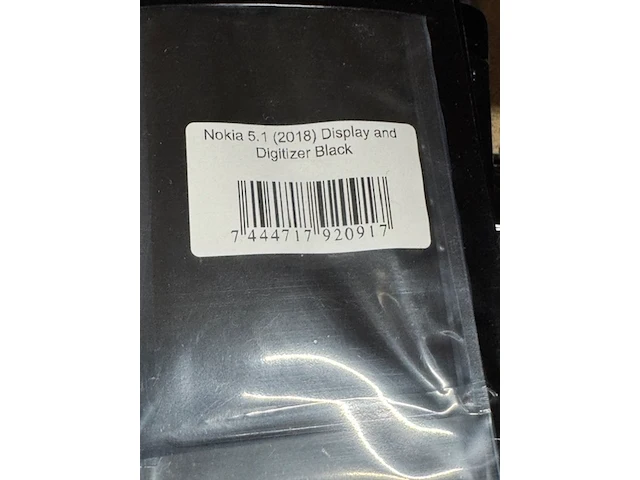 Nokia 5.1 (2018) Display and
Digitizer Black
7 444717 920917